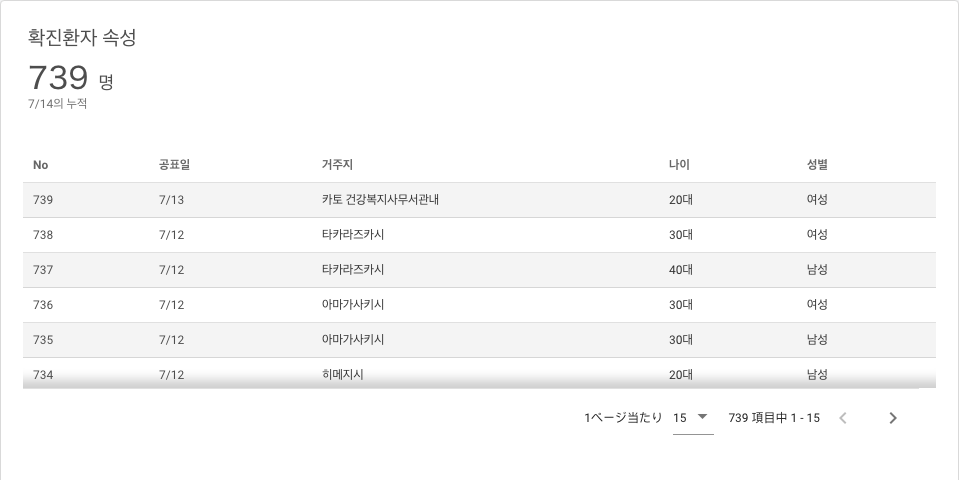 확진환자 속성
739 명
7/14의 누적
No 공표일 거주지 나이 성별
739 7/13 카토 건강복지사무서관내 20대 여성
738 7/12 타카라즈카시 30대 여성
737 7/12 타카라즈카시 40대 남성
736 7/12 아마가사키시 30대 여성
735 7/12 아마가사키시 30대 남성
734 7/12 히메지시 20대 남성
1ページ当たり 15 739 項目中 1 - 15